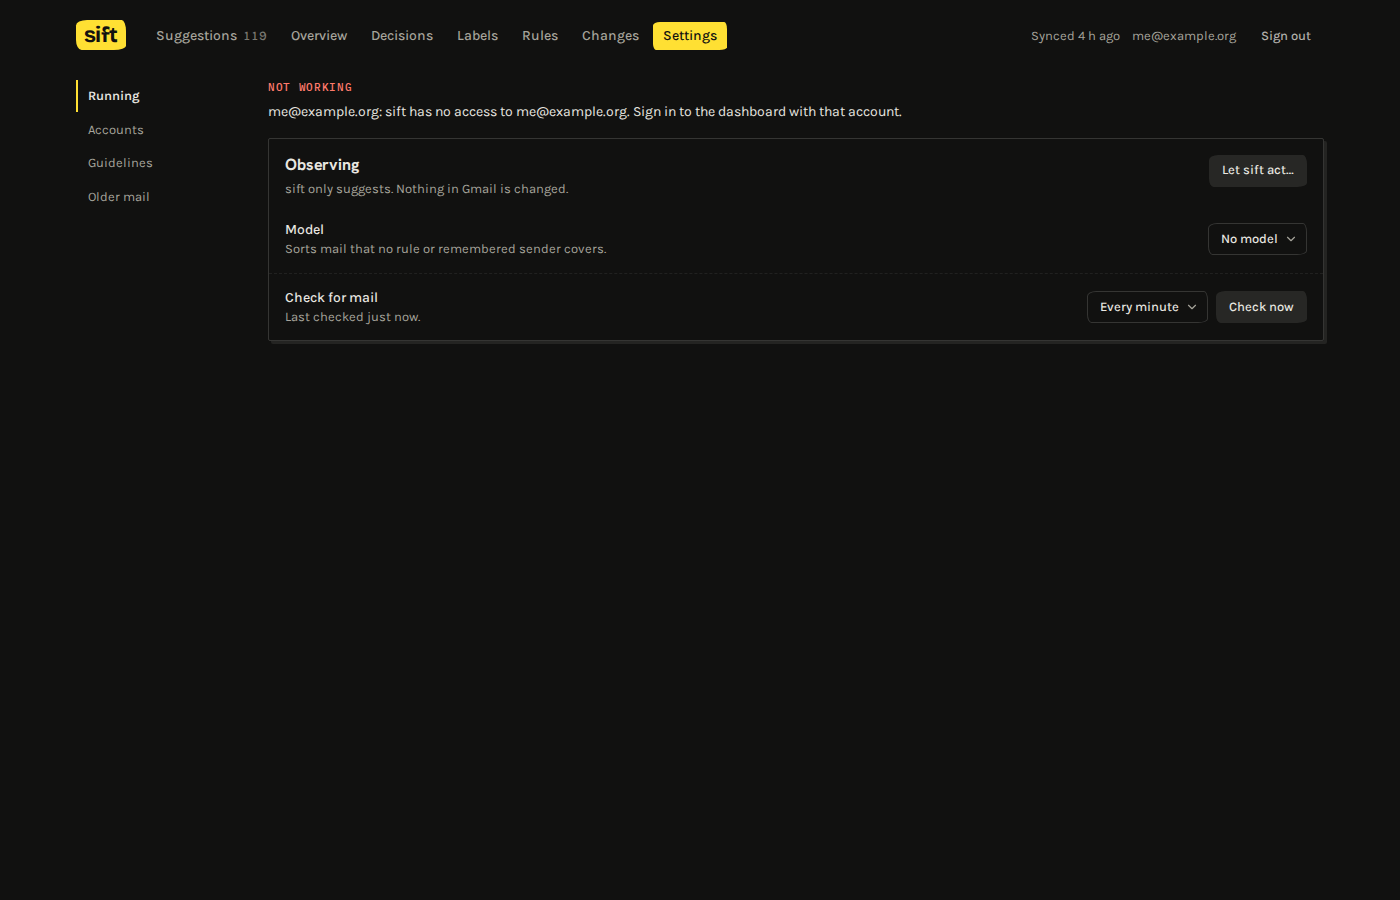 sift Suggestions 119 Overview Decisions Labels Rules Changes Settings Synced 4 h ago me@example.org Sign out
Running
Accounts
Guidelines
Older mail
NOT WORKING
me@example.org: sift has no access to me@example.org. Sign in to the dashboard with that account.
Observing
sift only suggests. Nothing in Gmail is changed.
Let sift act...
Model
Sorts mail that no rule or remembered sender covers.
No model
Check for mail
Last checked just now.
Every minute Check now